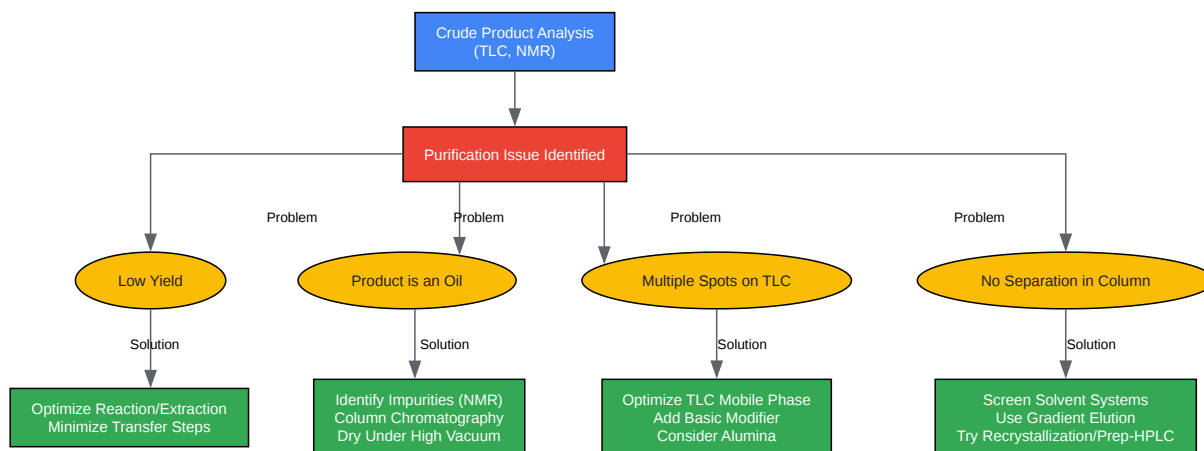 Crude Product Analysis
(TLC, NMR)
Purification Issue Identified
Problem
Problem
Problem
Problem
Low Yield
Product is an Oil
Multiple Spots on TLC
No Separation in Column
Solution
Solution
Solution
Solution
Optimize Reaction/Extraction
Minimize Transfer Steps
Identify Impurities (NMR)
Column Chromatography
Dry Under High Vacuum
Optimize TLC Mobile Phase
Add Basic Modifier
Consider Alumina
Screen Solvent Systems
Use Gradient Elution
Try Recrystallization/Prep-HPLC